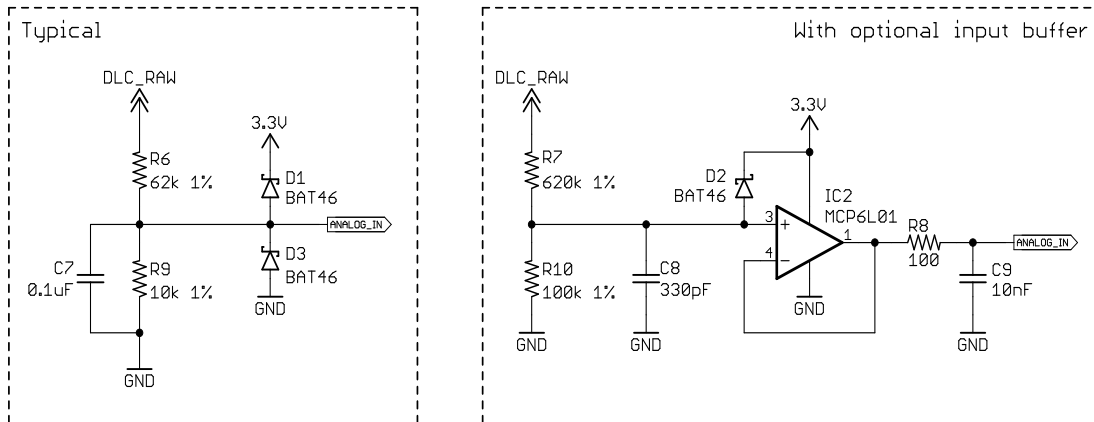 Typical
DLC_RAW
R6
62k 1%
3.3V
D1
BAT46
ANALOG_IN
D3
BAT46
GND
C7
0.1uF
R9
10k 1%
GND
With optional input buffer
DLC_RAW
R7
620k 1%
3.3V
D2
BAT46
IC2
MCP6L01
3
+
4
-
1
R8
100
ANALOG_IN
R10
100k 1%
GND
C8
330pF
GND
GND
C9
10nF
GND